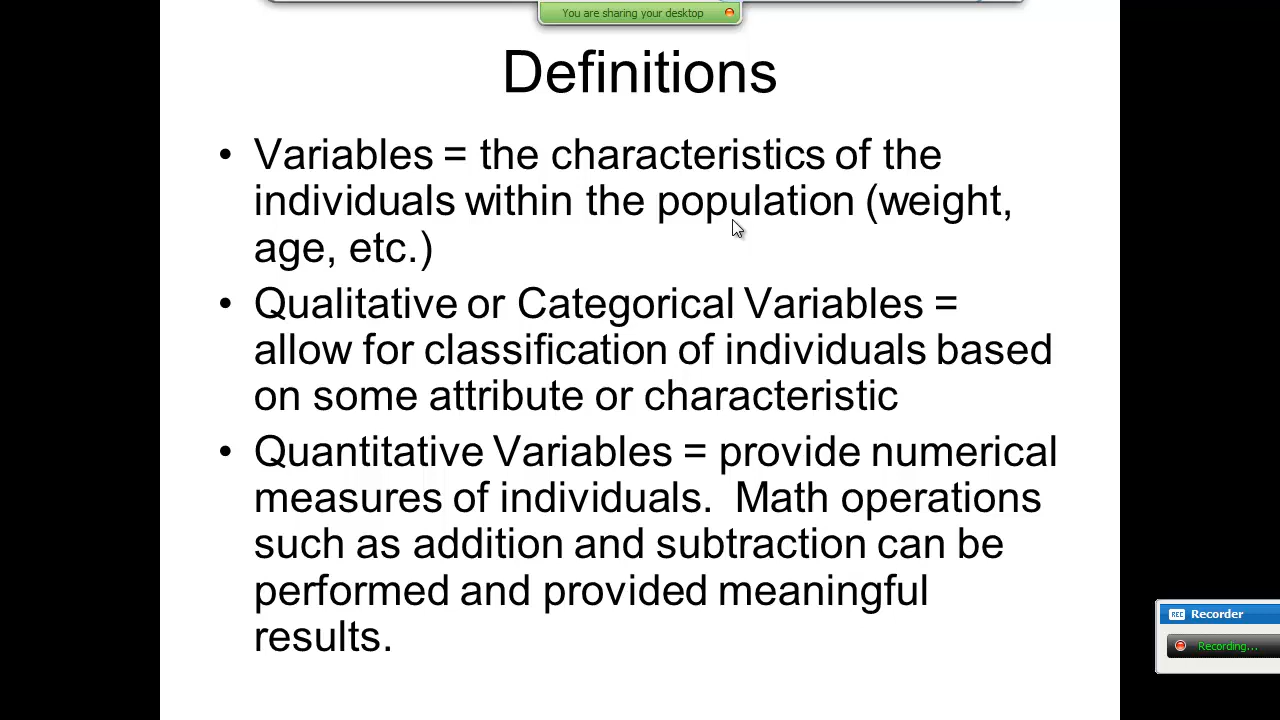 You are sharing your desktop
Definitions
• Variables = the characteristics of the
individuals within the population (weight,
age, etc.)
• Qualitative or Categorical Variables =
allow for classification of individuals based
on some attribute or characteristic
• Quantitative Variables = provide numerical
measures of individuals.  Math operations
such as addition and subtraction can be
performed and provided meaningful
results.
REC Recorder
Recording...